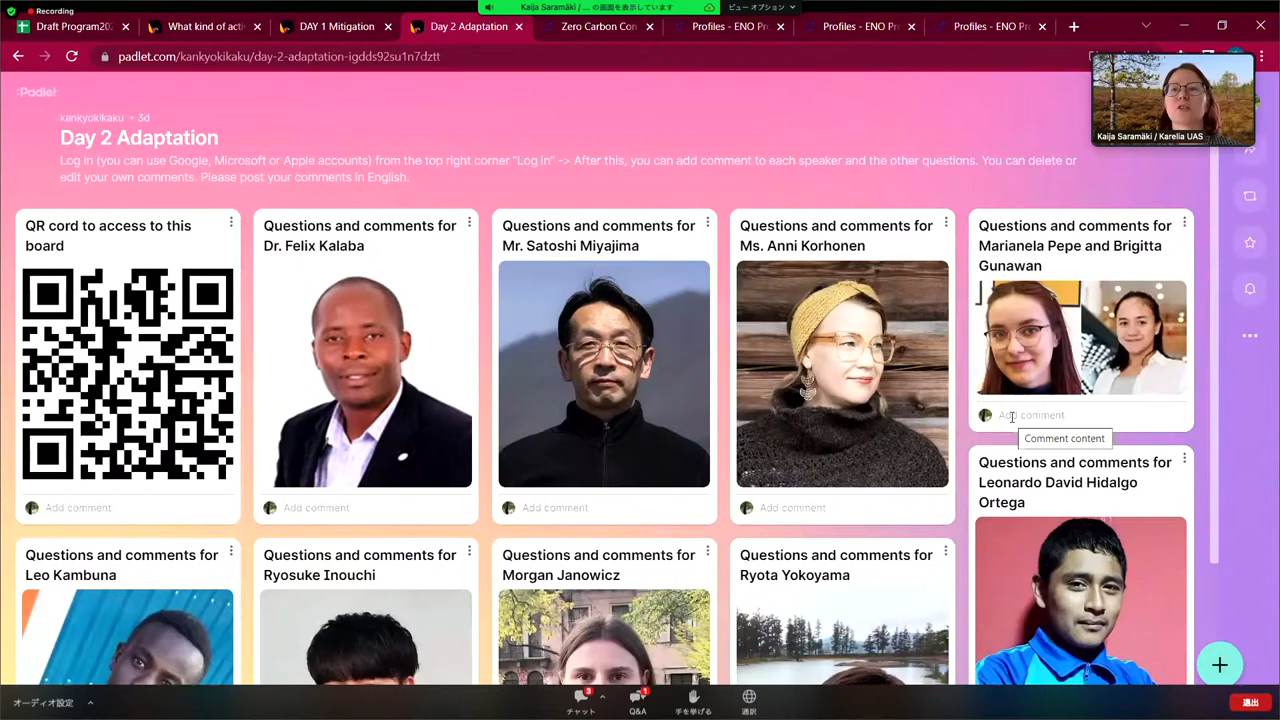 Recording
Kaija Saramäki / ... の画面を表示しています
ビュー オプション
Draft Program202
What kind of activ
DAY 1 Mitigation
Day 2 Adaptation
Zero Carbon Con
Profiles - ENO Pro
Profiles - ENO Pro
Profiles - ENO Pro
padlet.com/kankyokikaku/day-2-adaptation-igdds92su1n7dztt
:Padlet
kankyokikaku • 3d
Day 2 Adaptation
Log in (you can use Google, Microsoft or Apple accounts) from the top right corner "Log in" -> After this, you can add comment to each speaker and the other questions. You can delete or
edit your own comments. Please post your comments in English.
Kaija Saramäki / Karelia UAS
QR cord to access to this
board
Add comment
Questions and comments for
Dr. Felix Kalaba
Add comment
Questions and comments for
Mr. Satoshi Miyajima
Add comment
Questions and comments for
Ms. Anni Korhonen
Add comment
Questions and comments for
Marianela Pepe and Brigitta
Gunawan
Add comment
Comment content
Questions and comments for
Leonardo David Hidalgo
Ortega
Questions and comments for
Leo Kambuna
Questions and comments for
Ryosuke Inouchi
Questions and comments for
Morgan Janowicz
Questions and comments for
Ryota Yokoyama
オーディオ設定
3
チャット
1
Q&A
手を挙げる
通訳
退出